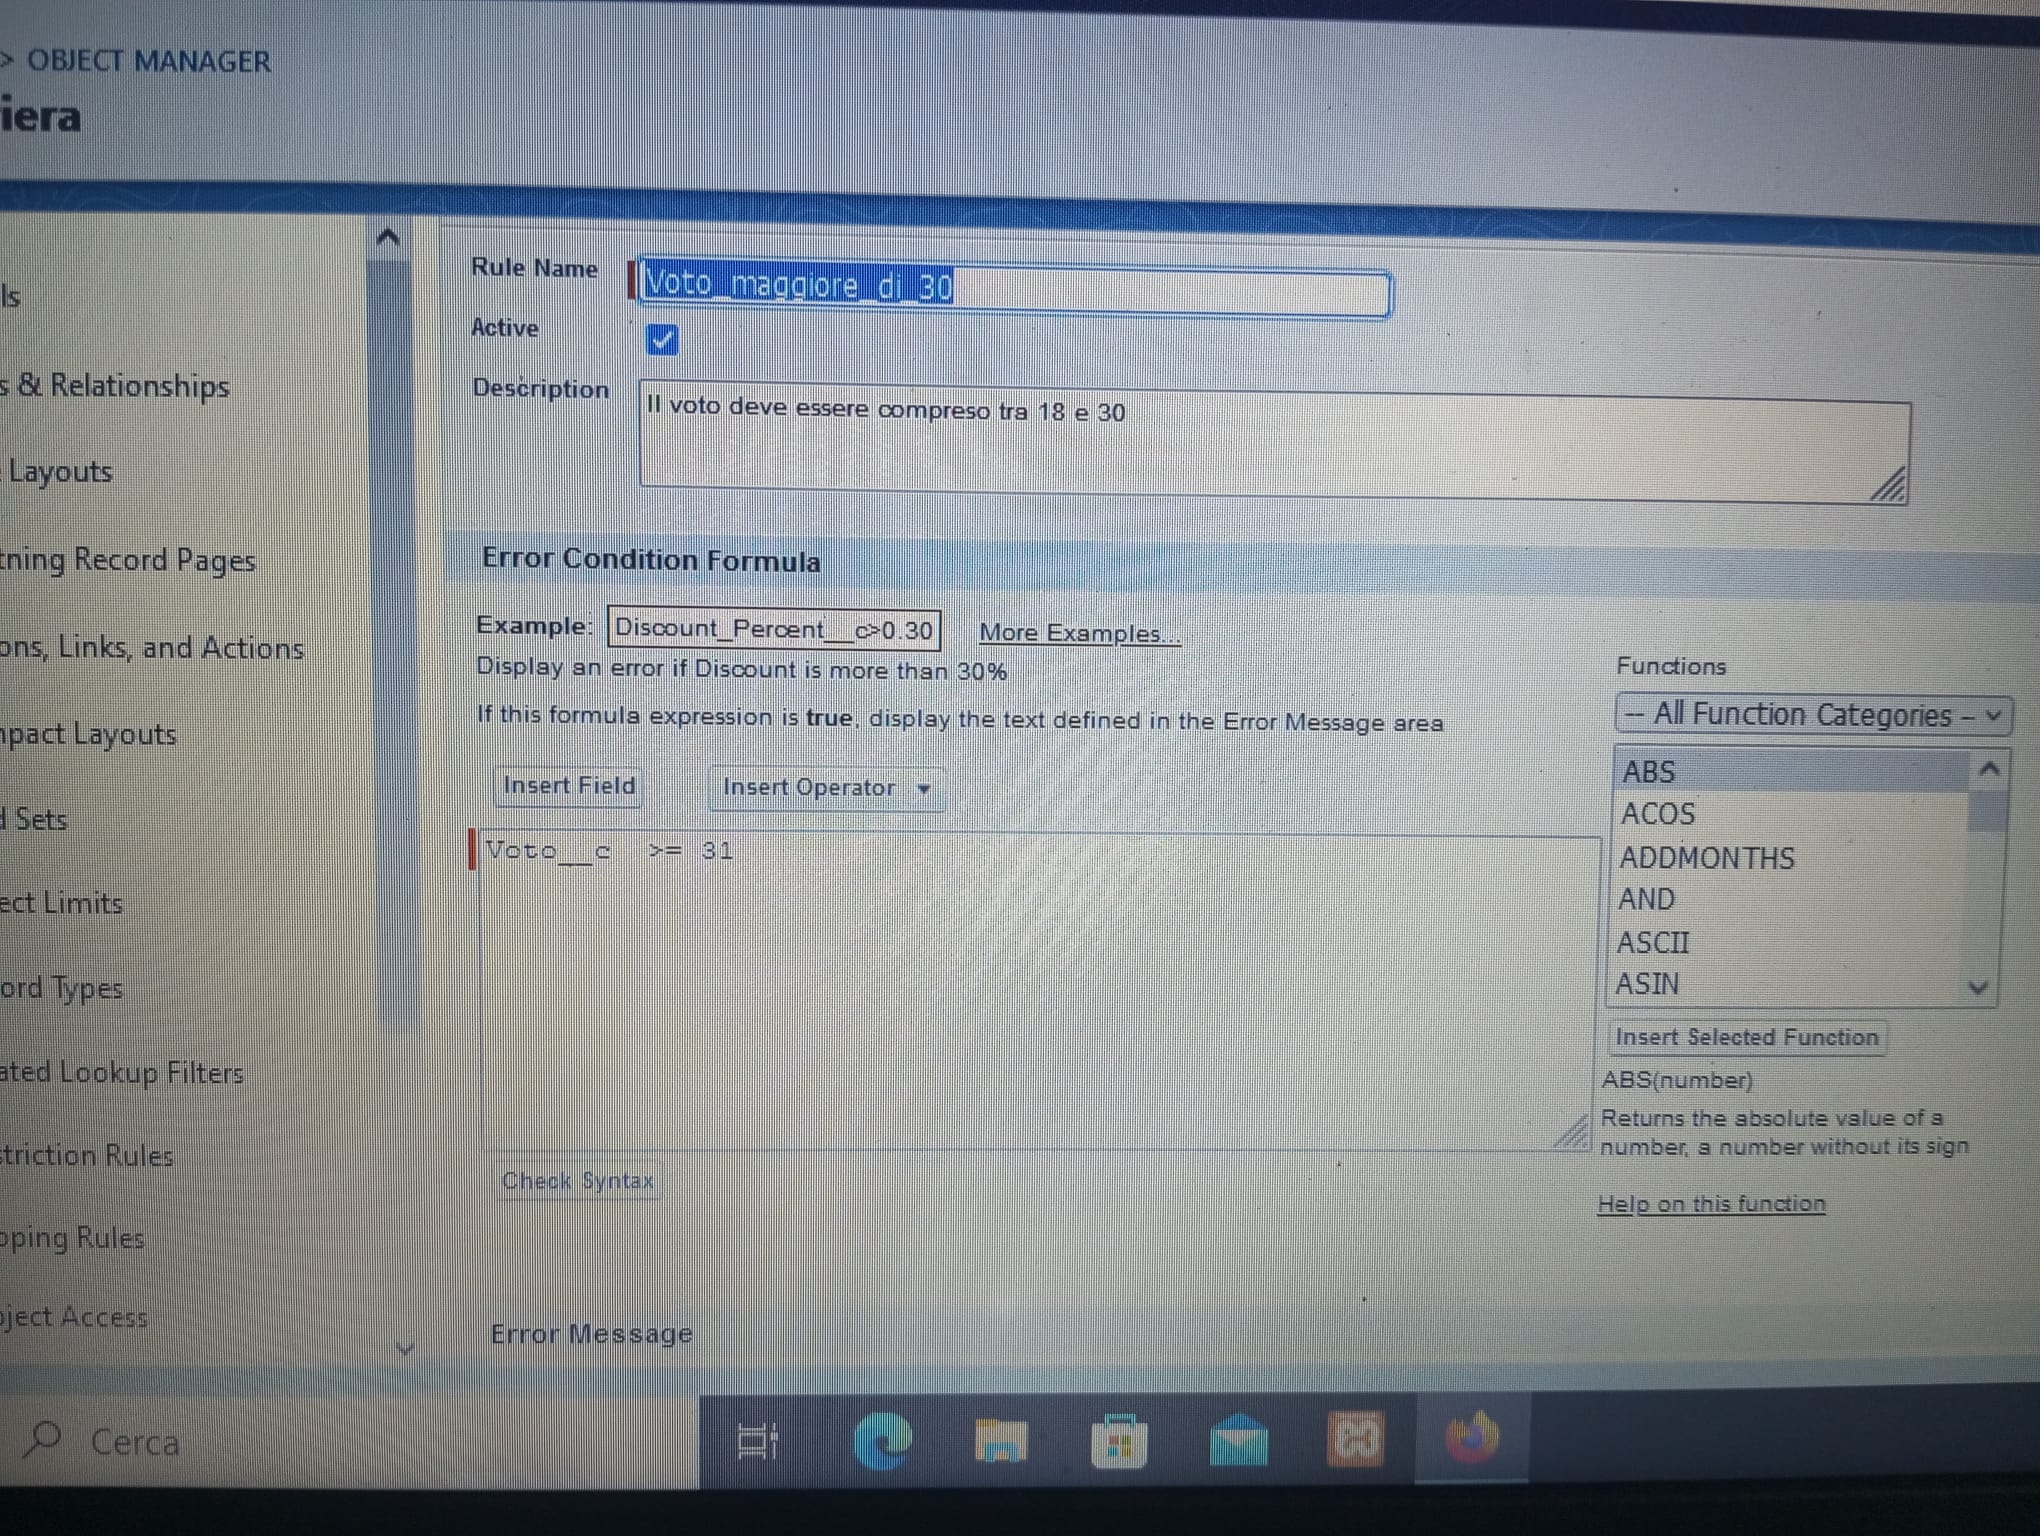 > OBJECT MANAGER
iera
ls
s & Relationships
Layouts
tning Record Pages
ons, Links, and Actions
mpact Layouts
d Sets
ect Limits
ord Types
ated Lookup Filters
striction Rules
pping Rules
bject Access
Rule Name
Voto_maggiore_di_30
Active
Description
Il voto deve essere compreso tra 18 e 30
Error Condition Formula
Example: Discount_Percent__c>0.30 More Examples...
Display an error if Discount is more than 30%
If this formula expression is true, display the text defined in the Error Message area
Insert Field Insert Operator
Voto__c >= 31
Check Syntax
Functions
-- All Function Categories --
ABS
ACOS
ADDMONTHS
AND
ASCII
ASIN
Insert Selected Function
ABS(number)
Returns the absolute value of a
number, a number without its sign
Help on this function
Error Message
Cerca